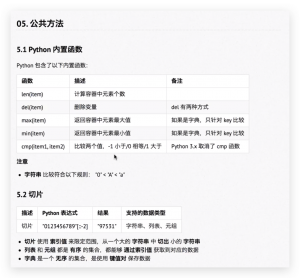 05. 公共方法
5.1 Python 内置函数
Python 包含了以下内置函数：
函数 描述 备注
len(item) 计算容器中元素个数
del(item) 删除变量 del 有两种方式
max(item) 返回容器中元素最大值 如果是字典，只针对 key 比较
min(item) 返回容器中元素最小值 如果是字典，只针对 key 比较
cmp(item1, item2) 比较两个值，-1 小于/0 相等/1 大于 Python 3.x 取消了 cmp 函数
注意
• 字符串 比较符合以下规则： "0" < "A" < "a"
5.2 切片
描述 Python 表达式 结果 支持的数据类型
切片 "0123456789"[::-2] "97531" 字符串、列表、元组
• 切片 使用 索引值 来限定范围，从一个大的 字符串 中 切出 小的 字符串
• 列表 和 元组 都是 有序 的集合，都能够 通过索引值 获取到对应的数据
• 字典 是一个 无序 的集合，是使用 键值对 保存数据